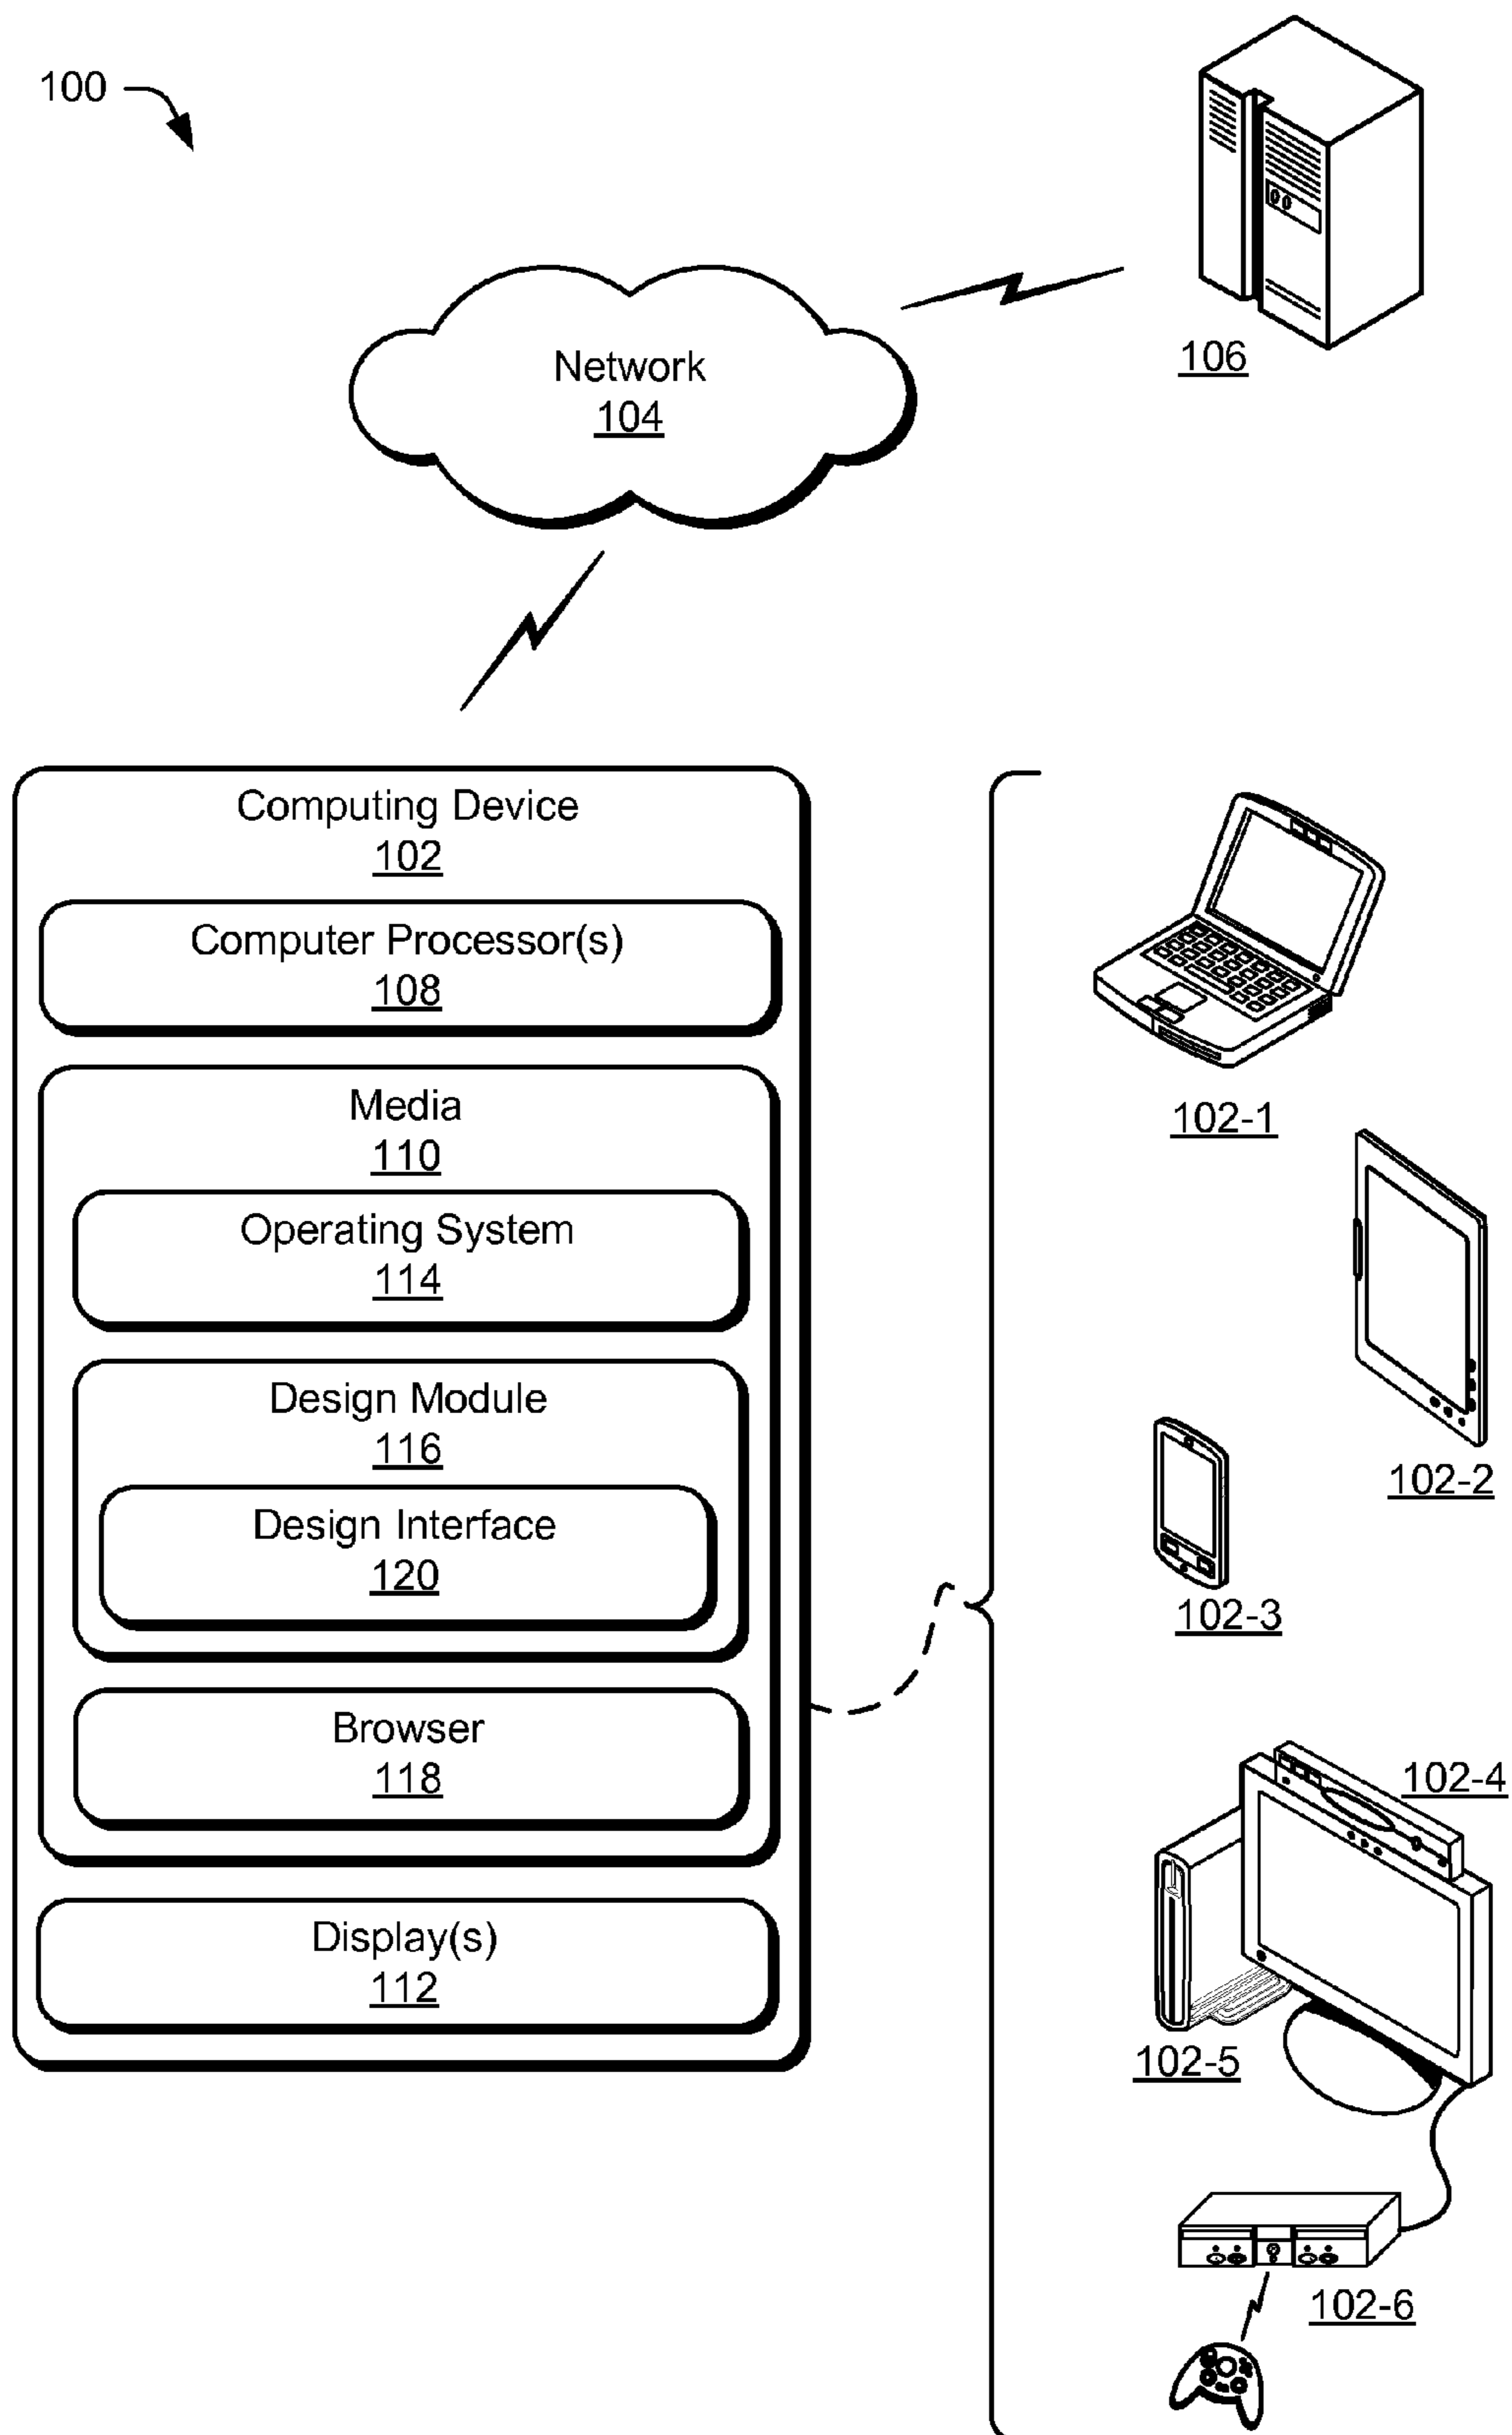 100
106
Network
104
Computing Device
102
Computer Processor(s)
108
Media
110
Operating System
114
Design Module
116
Design Interface
120
Browser
118
Display(s)
112
102-1
102-2
102-3
102-4
102-5
102-6